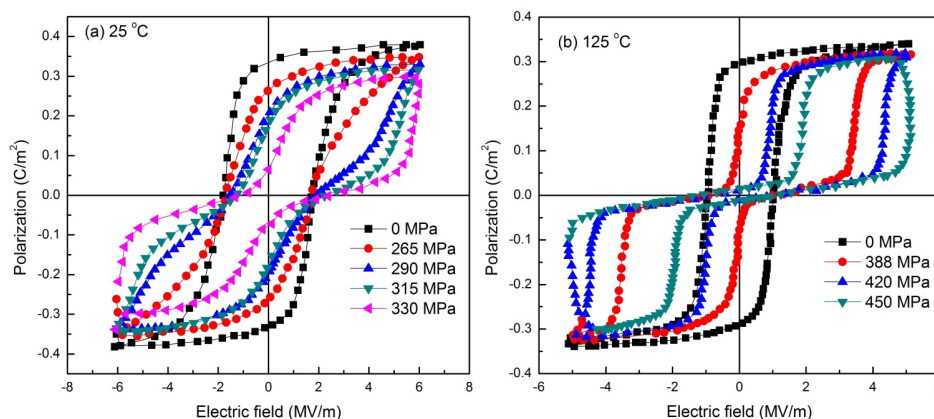 (a) 25 °C
Polarization (C/m²)
0.4
0.3
0.2
0.1
0.0
-0.1
-0.2
-0.3
-0.4
-8 -6 -4 -2 0 2 4 6 8
Electric field (MV/m)
0 MPa
265 MPa
290 MPa
315 MPa
330 MPa
(b) 125 °C
Polarization (C/m²)
0.4
0.3
0.2
0.1
0.0
-0.1
-0.2
-0.3
-0.4
-6 -4 -2 0 2 4 6
Electric field (MV/m)
0 MPa
388 MPa
420 MPa
450 MPa